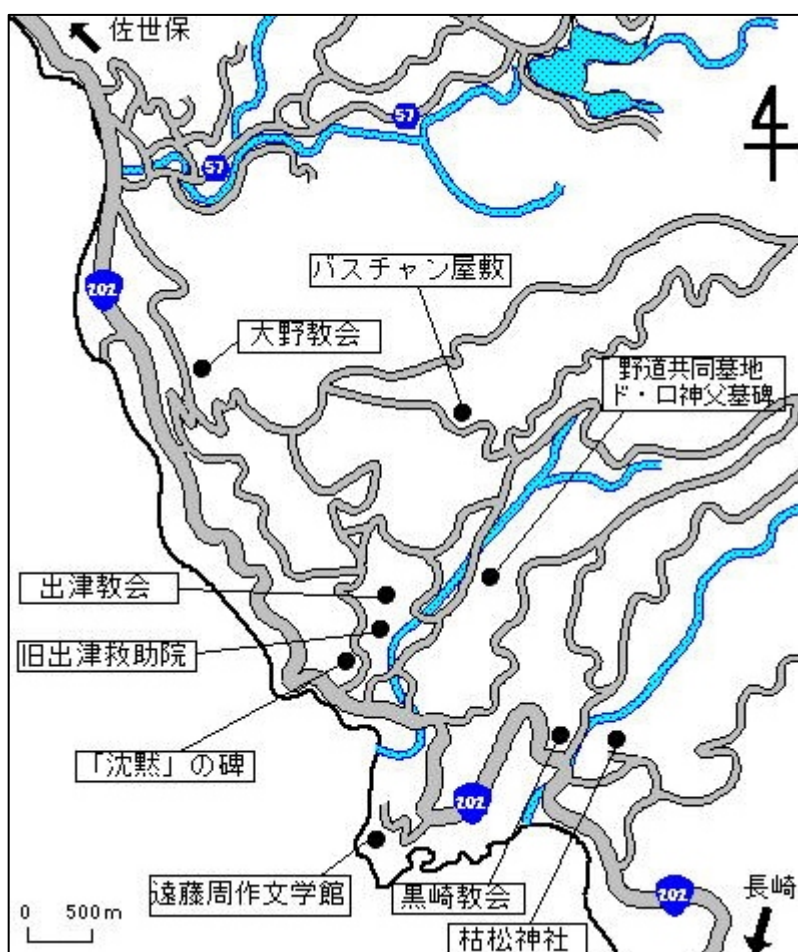 佐世保
57
57
バスチャン屋敷
202
大野教会
野道共同墓地
ド・ロ神父墓碑
出津教会
旧出津救助院
「沈黙」の碑
202
遠藤周作文学館
黒崎教会
枯松神社
202
長崎
0 500m